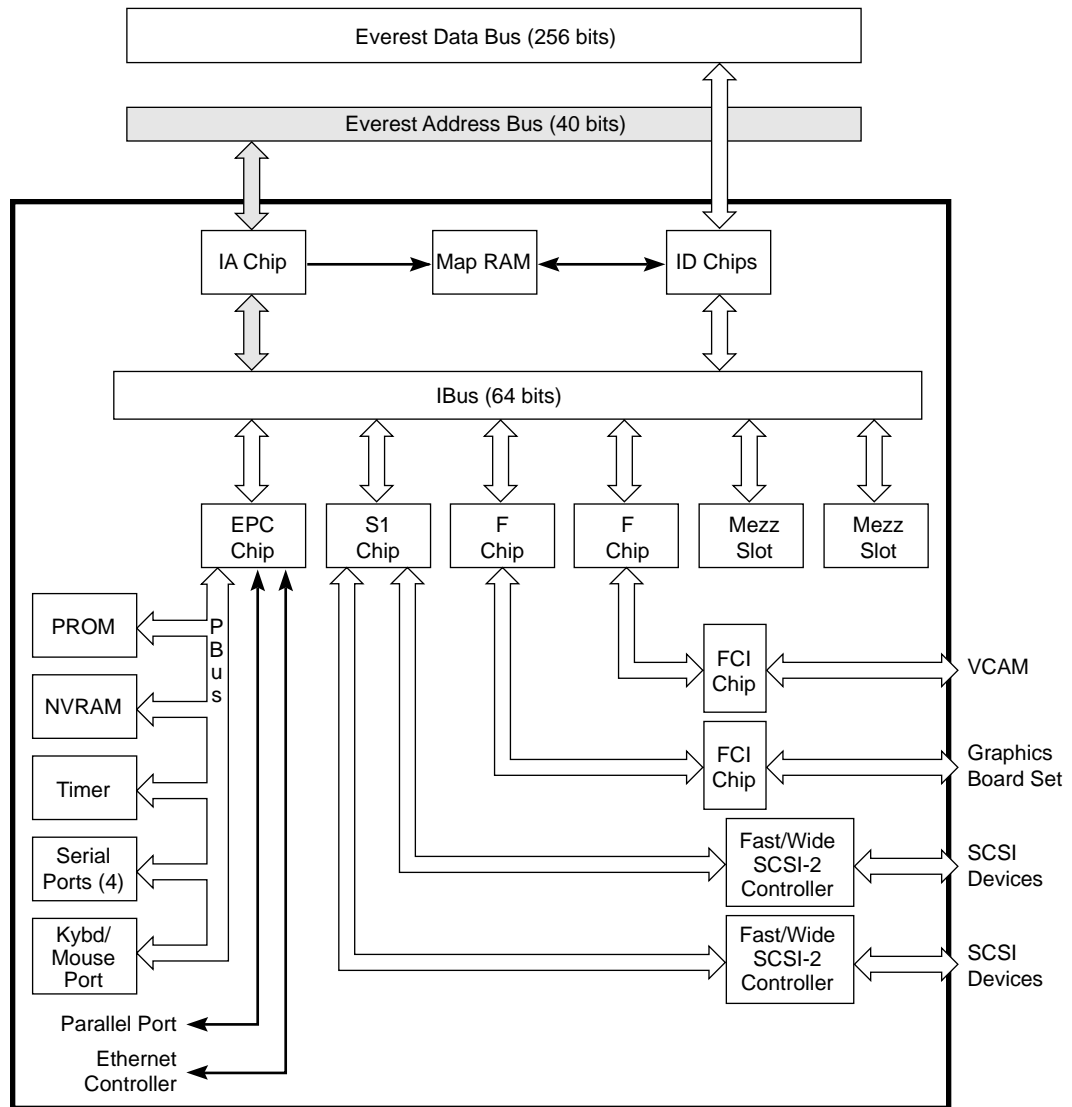 Everest Data Bus (256 bits)
Everest Address Bus (40 bits)
IA Chip
Map RAM
ID Chips
IBus (64 bits)
EPC
Chip
S1
Chip
F
Chip
F
Chip
Mezz
Slot
Mezz
Slot
PBus
PROM
NVRAM
Timer
Serial
Ports (4)
Kybd/
Mouse
Port
Parallel Port
Ethernet
Controller
FCI
Chip
VCAM
FCI
Chip
Graphics
Board Set
Fast/Wide
SCSI-2
Controller
SCSI
Devices
Fast/Wide
SCSI-2
Controller
SCSI
Devices